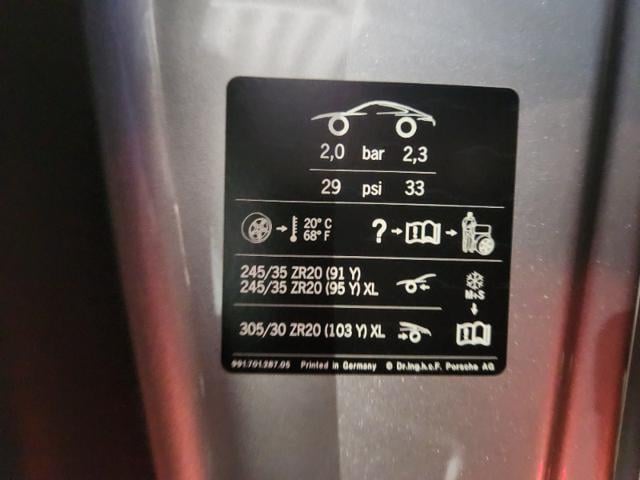 2,0 bar 2,3
29 psi 33
20° C
68° F
?
245/35 ZR20 (91 Y)
245/35 ZR20 (95 Y) XL
M+S
305/30 ZR20 (103 Y) XL
991.701.287.05 Printed in Germany © Dr.Ing.h.c.F. Porsche AG